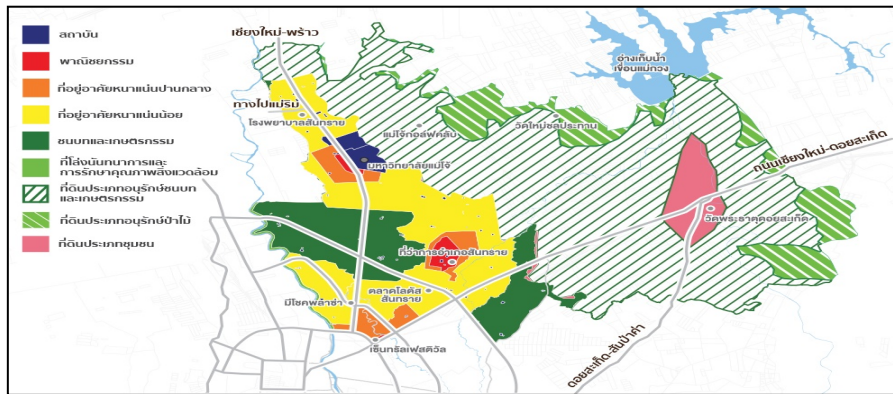 สถาบัน
พาณิชยกรรม
ที่อยู่อาศัยหนาแน่นปานกลาง
ที่อยู่อาศัยหนาแน่นน้อย
ชนบทและเกษตรกรรม
ที่โล่งนันทนาการและ
การรักษาคุณภาพสิ่งแวดล้อม
ที่ดินประเภทอนุรักษ์ชนบท
และเกษตรกรรม
ที่ดินประเภทอนุรักษ์ป่าไม้
ที่ดินประเภทชุมชน
เชียงใหม่-พร้าว
ทางไปแม่ริม
โรงพยาบาลสันทราย
แม่โจ้กอล์ฟคลับ
วัดใหม่ชลประทาน
อ่างเก็บน้ำ
เขื่อนแม่กวง
มหาวิทยาลัยแม่โจ้
ถนนเชียงใหม่-ดอยสะเก็ด
วัดพระธาตุดอยสะเก็ด
ที่ว่าการอำเภอสันทราย
ตลาดโลตัส
สันทราย
มีโชคพลาซ่า
เซ็นทรัลเฟสติวัล
ดอยสะเก็ด-สันป่าค่า